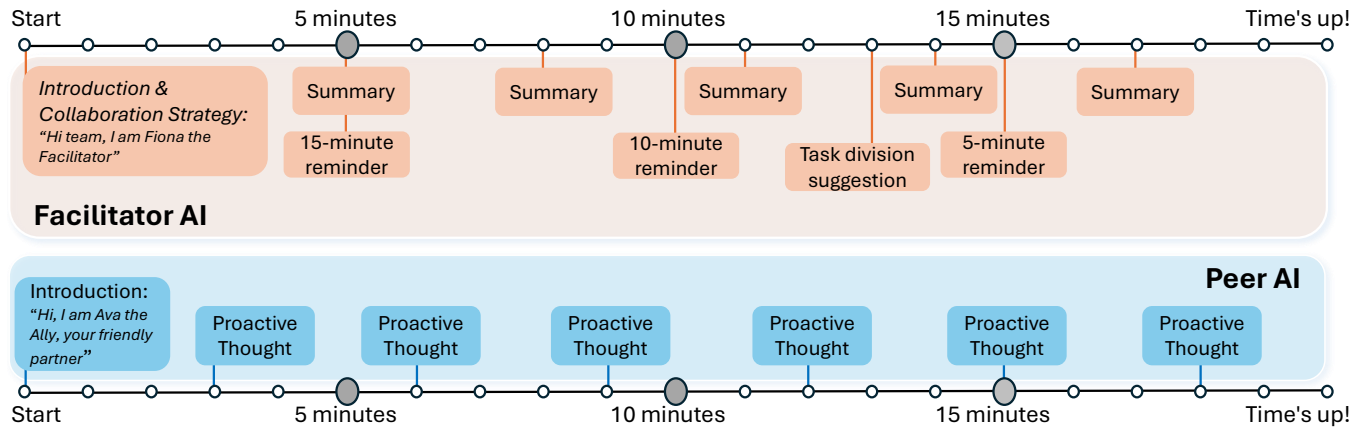 Start
5 minutes
10 minutes
15 minutes
Time's up!
Introduction &
Collaboration Strategy:
“Hi team, I am Fiona the
Facilitator”
Summary
15-minute
reminder
Summary
10-minute
reminder
Summary
Task division
suggestion
Summary
5-minute
reminder
Summary
Facilitator AI
Peer AI
Introduction:
“Hi, I am Ava the
Ally, your friendly
partner”
Proactive
Thought
Proactive
Thought
Proactive
Thought
Proactive
Thought
Proactive
Thought
Proactive
Thought
Start
5 minutes
10 minutes
15 minutes
Time's up!